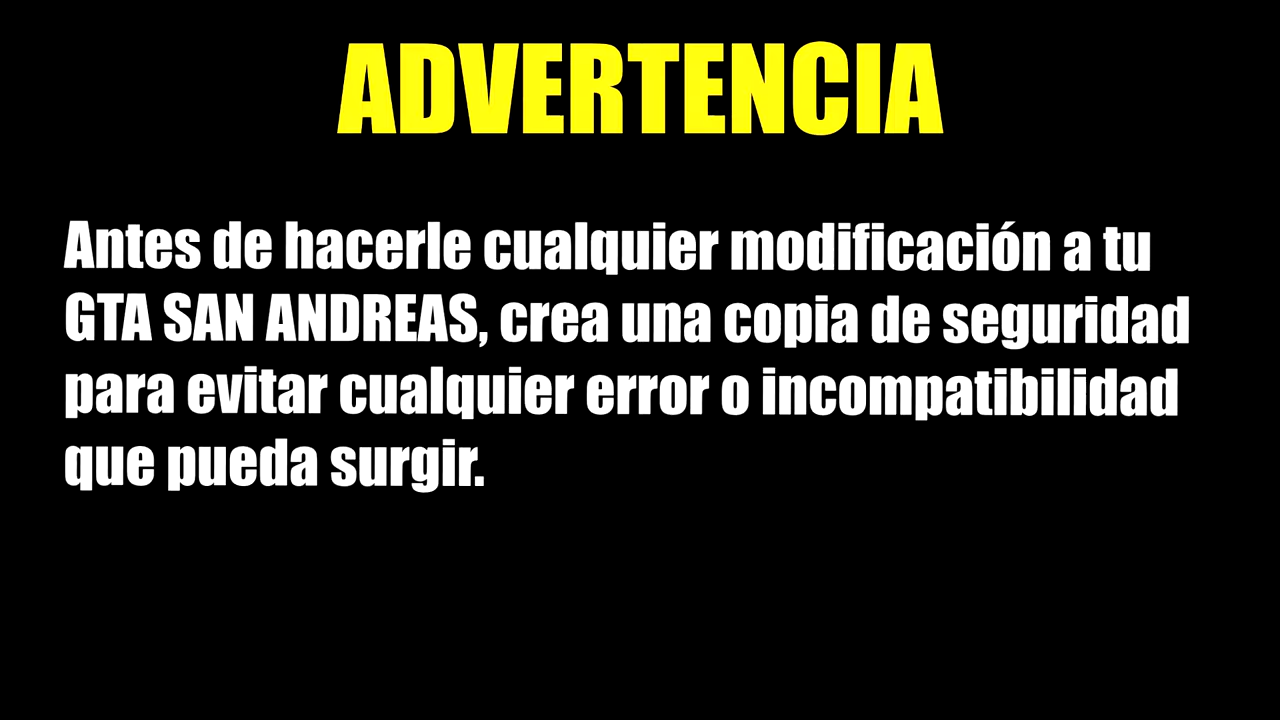 ADVERTENCIA
Antes de hacerle cualquier modificación a tu
GTA SAN ANDREAS, crea una copia de seguridad
para evitar cualquier error o incompatibilidad
que pueda surgir.